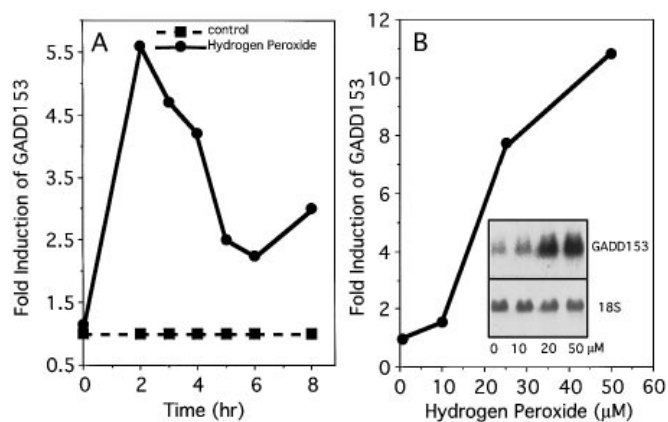 A
control
Hydrogen Peroxide
Fold Induction of GADD153
5.5
4.5
3.5
2.5
1.5
0.5
0 2 4 6 8
Time (hr)
B
Fold Induction of GADD153
12
10
8
6
4
2
0
GADD153
18S
0 10 20 50 μM
0 10 20 30 40 50 60
Hydrogen Peroxide (μM)